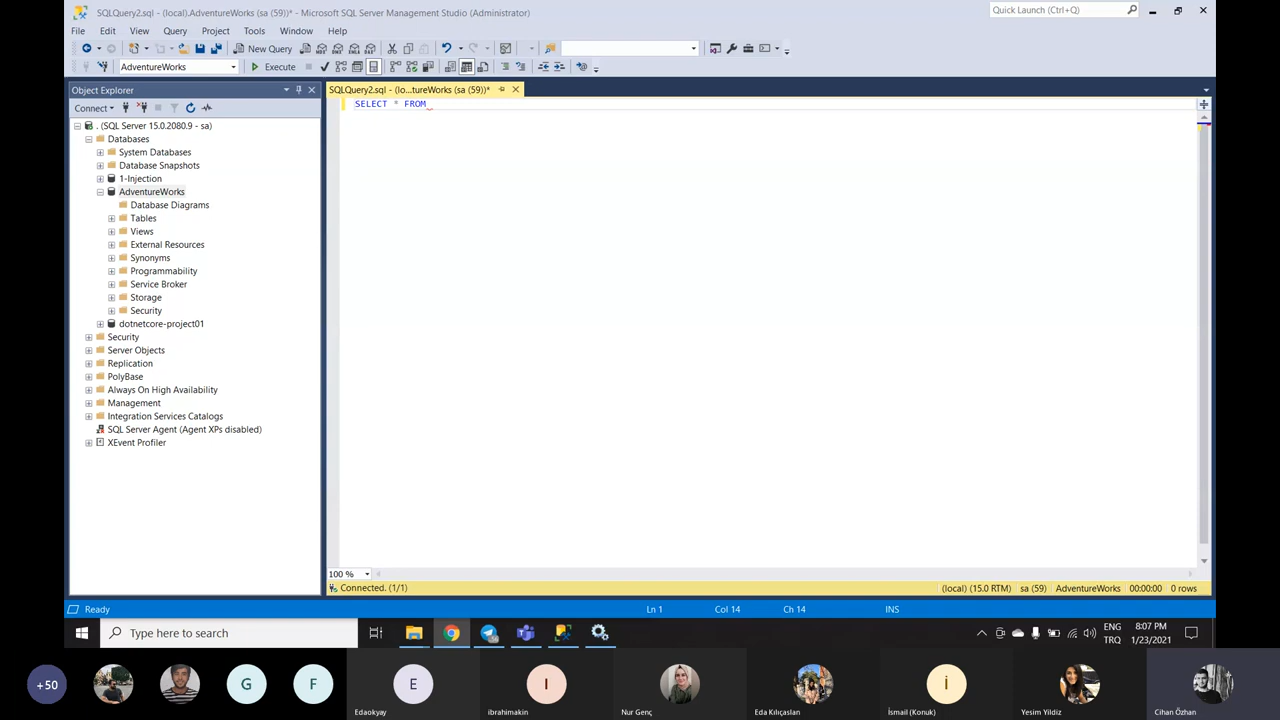 SQLQuery2.sql - (local).AdventureWorks (sa (59))* - Microsoft SQL Server Management Studio (Administrator)
Quick Launch (Ctrl+Q)
File Edit View Query Project Tools Window Help
New Query
MDX DMX XMLA DAX
AdventureWorks
Execute
Object Explorer
SQLQuery2.sql - (lo...tureWorks (sa (59))*
Connect
SELECT * FROM
. (SQL Server 15.0.2080.9 - sa)
Databases
System Databases
Database Snapshots
1-Injection
AdventureWorks
Database Diagrams
Tables
Views
External Resources
Synonyms
Programmability
Service Broker
Storage
Security
dotnetcore-project01
Security
Server Objects
Replication
PolyBase
Always On High Availability
Management
Integration Services Catalogs
SQL Server Agent (Agent XPs disabled)
XEvent Profiler
100 %
Connected. (1/1)
(local) (15.0 RTM) sa (59) AdventureWorks 00:00:00 0 rows
Ready
Ln 1 Col 14 Ch 14 INS
Type here to search
ENG
TRQ
8:07 PM
1/23/2021
+50
G
F
E
I
İ
Edaokyay ibrahimakin Nur Genç Eda Kılıçaslan İsmail (Konuk) Yesim Yildiz Cihan Özhan